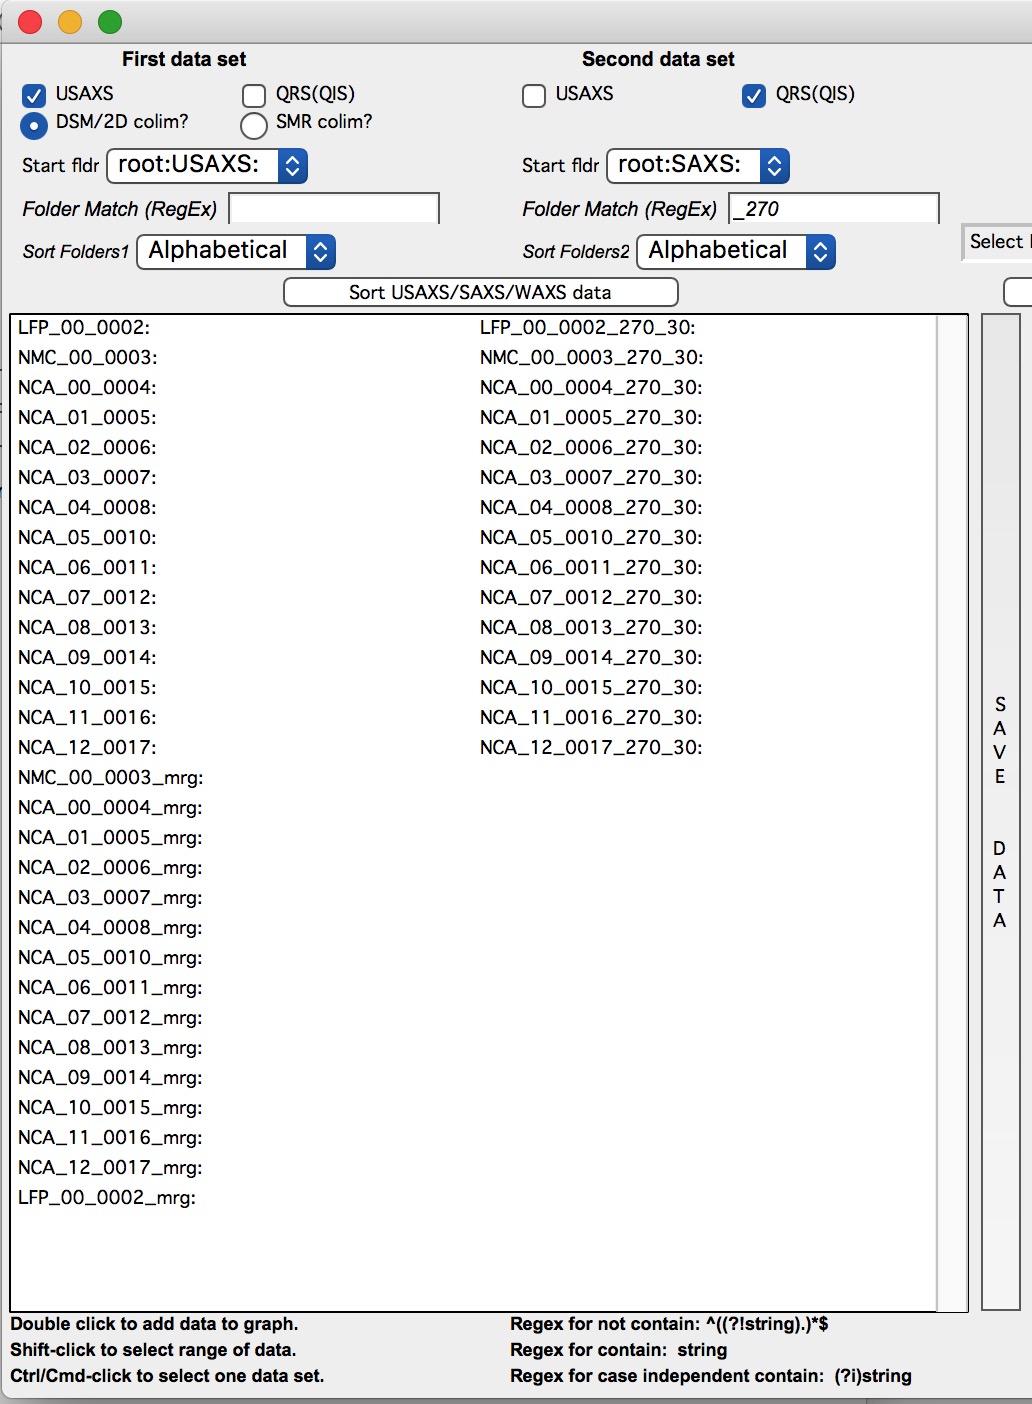 First data set Second data set
USAXS QRS(QIS) USAXS QRS(QIS)
DSM/2D colim? SMR colim?
Start fldr root:USAXS: Start fldr root:SAXS:
Folder Match (RegEx) Folder Match (RegEx) _270
Sort Folders1 Alphabetical Sort Folders2 Alphabetical Select
Sort USAXS/SAXS/WAXS data
LFP_00_0002: LFP_00_0002_270_30:
NMC_00_0003: NMC_00_0003_270_30:
NCA_00_0004: NCA_00_0004_270_30:
NCA_01_0005: NCA_01_0005_270_30:
NCA_02_0006: NCA_02_0006_270_30:
NCA_03_0007: NCA_03_0007_270_30:
NCA_04_0008: NCA_04_0008_270_30:
NCA_05_0010: NCA_05_0010_270_30:
NCA_06_0011: NCA_06_0011_270_30:
NCA_07_0012: NCA_07_0012_270_30:
NCA_08_0013: NCA_08_0013_270_30:
NCA_09_0014: NCA_09_0014_270_30:
NCA_10_0015: NCA_10_0015_270_30:
NCA_11_0016: NCA_11_0016_270_30:
NCA_12_0017: NCA_12_0017_270_30:
NMC_00_0003_mrg:
NCA_00_0004_mrg:
NCA_01_0005_mrg:
NCA_02_0006_mrg:
NCA_03_0007_mrg:
NCA_04_0008_mrg:
NCA_05_0010_mrg:
NCA_06_0011_mrg:
NCA_07_0012_mrg:
NCA_08_0013_mrg:
NCA_09_0014_mrg:
NCA_10_0015_mrg:
NCA_11_0016_mrg:
NCA_12_0017_mrg:
LFP_00_0002_mrg:
SAVE DATA
Double click to add data to graph. Regex for not contain: ^((?!string).)*$
Shift-click to select range of data. Regex for contain: string
Ctrl/Cmd-click to select one data set. Regex for case independent contain: (?i)string